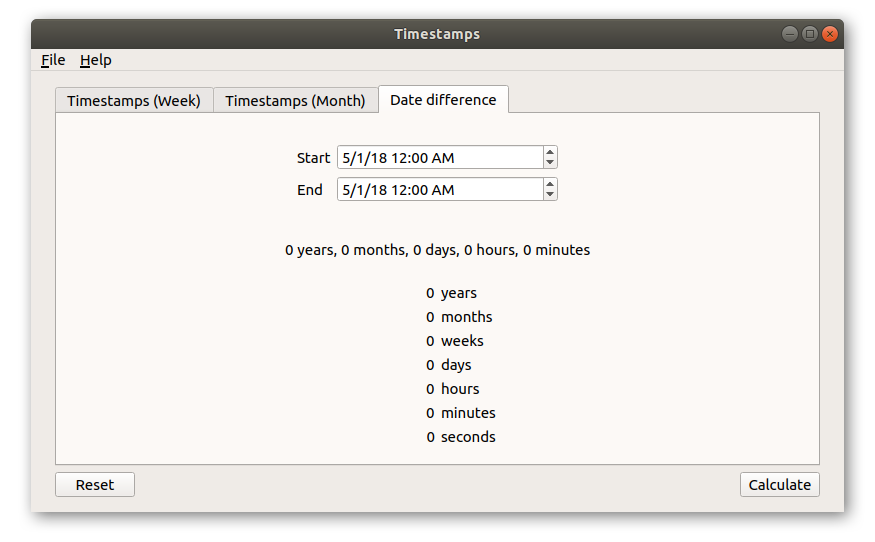 Timestamps
File Help
Timestamps (Week) Timestamps (Month) Date difference
Start 5/1/18 12:00 AM
End 5/1/18 12:00 AM
0 years, 0 months, 0 days, 0 hours, 0 minutes
0 years
0 months
0 weeks
0 days
0 hours
0 minutes
0 seconds
Reset Calculate